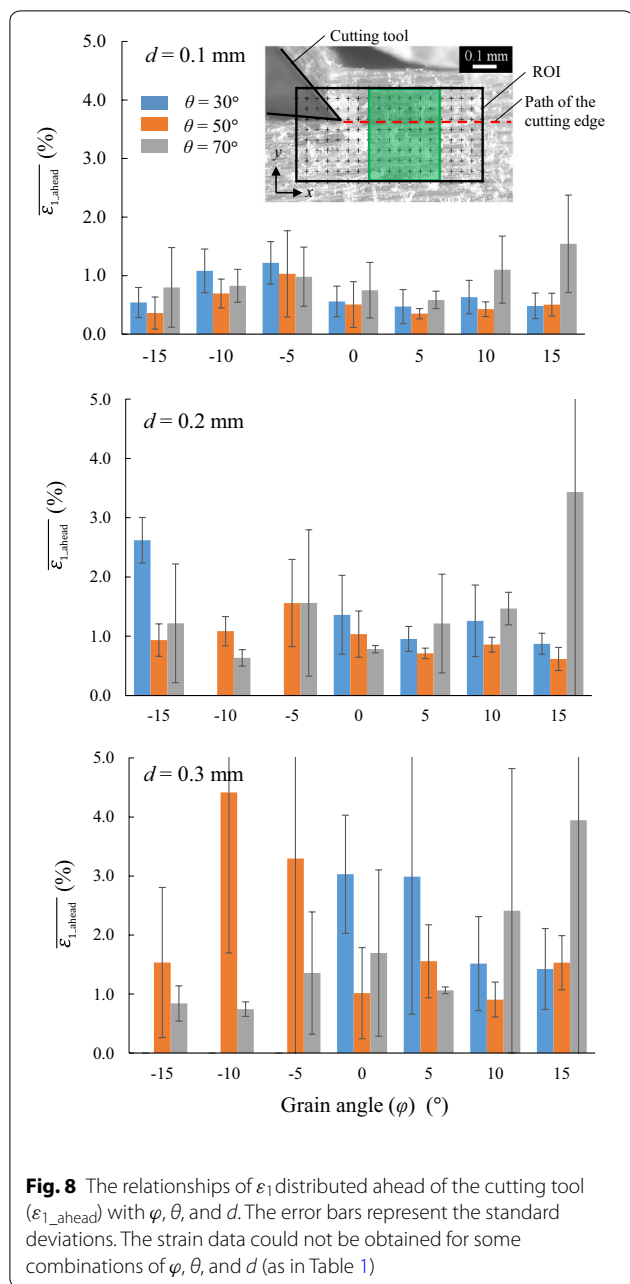 5.0
4.0
3.0
2.0
1.0
0.0
ε1_ahead (%)
d = 0.1 mm
θ = 30°
θ = 50°
θ = 70°
Cutting tool
0.1 mm
ROI
Path of the
cutting edge
y
x
-15 -10 -5 0 5 10 15
5.0
4.0
3.0
2.0
1.0
0.0
ε1_ahead (%)
d = 0.2 mm
-15 -10 -5 0 5 10 15
5.0
4.0
3.0
2.0
1.0
0.0
ε1_ahead (%)
d = 0.3 mm
-15 -10 -5 0 5 10 15
Grain angle (φ) (°)
Fig. 8 The relationships of ε1 distributed ahead of the cutting tool
(ε1_ahead) with φ, θ, and d. The error bars represent the standard
deviations. The strain data could not be obtained for some
combinations of φ, θ, and d (as in Table 1)